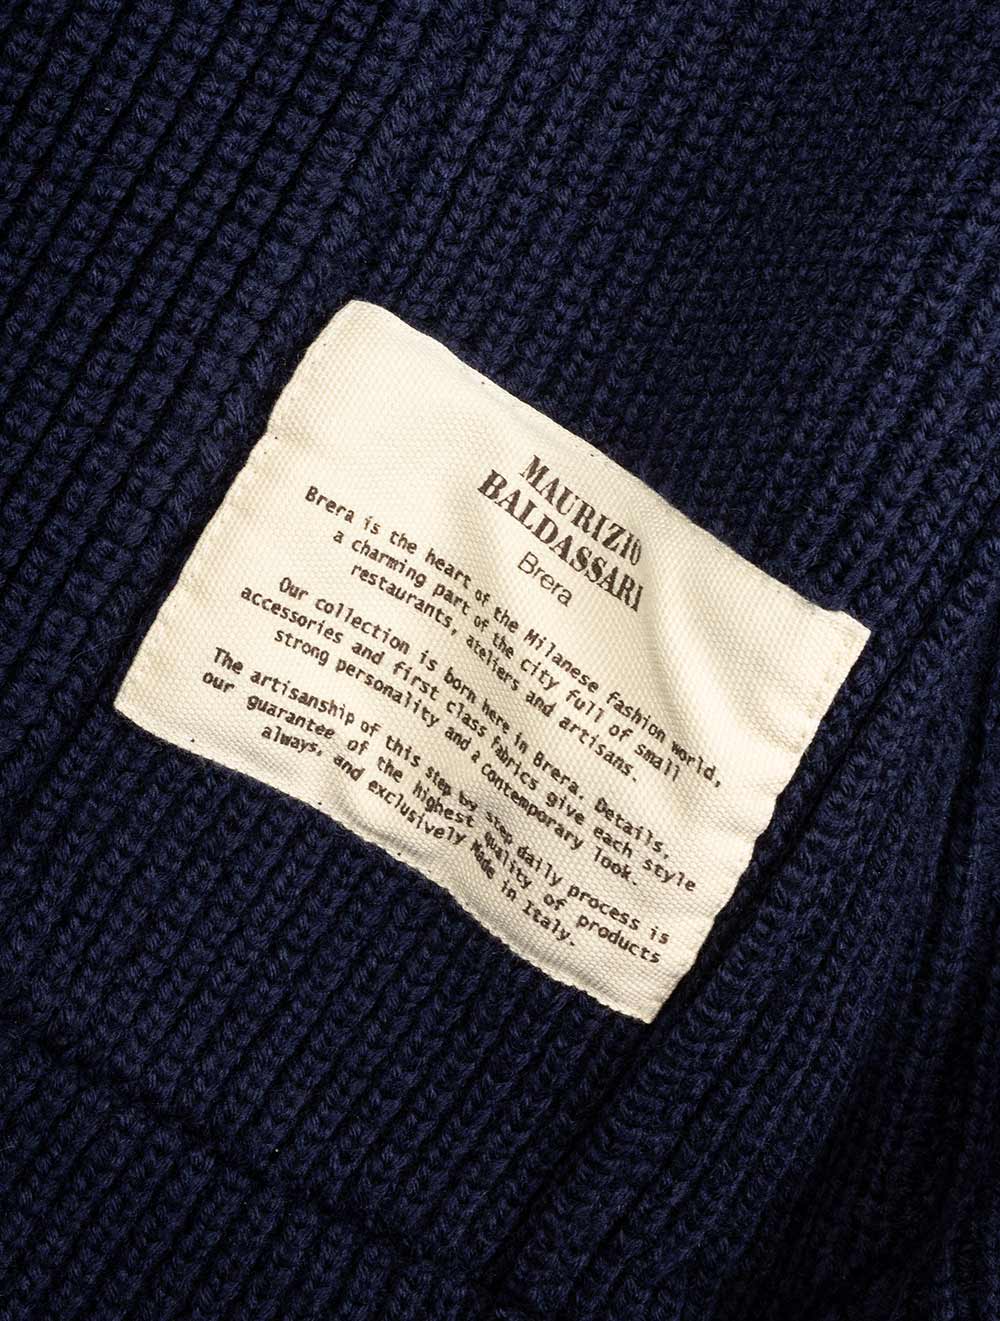 MAURIZIO
BALDASSARI
Brera
Brera is the heart of the Milanese fashion world,
a charming part of the city full of small
restaurants, ateliers and artisans.
Our collection is born here in Brera. Details,
accessories and first class fabrics give each style
strong personality and a contemporary look.
The artisanship of this step by step daily process is
our guarantee of the highest quality of products
always, and exclusively Made in Italy.